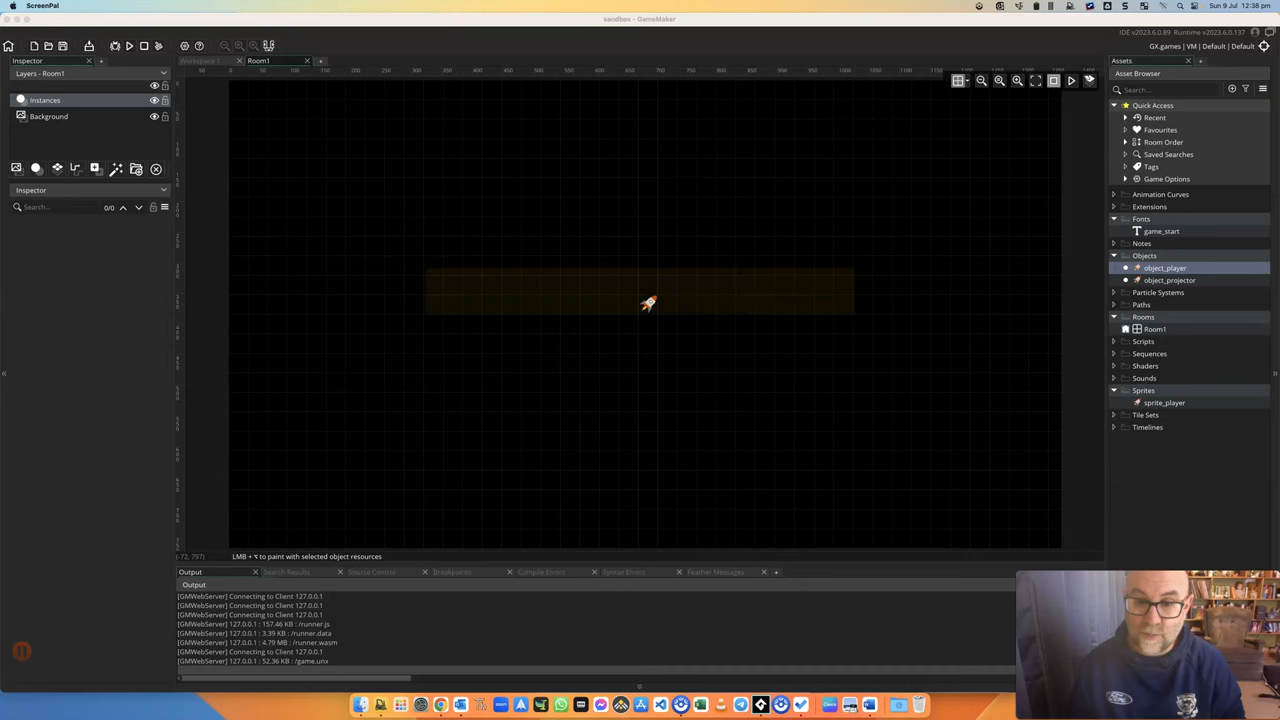 ScreenPal
Sun 9 Jul 12:38 pm
sandbox - GameMaker
IDE v2023.6.0.89 Runtime v2023.6.0.137
GX.games | VM | Default | Default
Inspector
Workspace 1
Room1
Assets
Layers - Room1
Asset Browser
Search...
Instances
Background
Inspector
Search...
0/0
Quick Access
Recent
Favourites
Room Order
Saved Searches
Tags
Game Options
Animation Curves
Extensions
Fonts
game_start
Notes
Objects
object_player
object_projector
Particle Systems
Paths
Rooms
Room1
Scripts
Sequences
Shaders
Sounds
Sprites
sprite_player
Tile Sets
Timelines
(-72, 797)
LMB + ⌥ to paint with selected object resources
Output
Search Results
Source Control
Breakpoints
Compile Errors
Syntax Errors
Feather Messages
Output
[GMWebServer] Connecting to Client 127.0.0.1
[GMWebServer] Connecting to Client 127.0.0.1
[GMWebServer] Connecting to Client 127.0.0.1
[GMWebServer] 127.0.0.1 : 157.46 KB : /runner.js
[GMWebServer] 127.0.0.1 : 3.39 KB : /runner.data
[GMWebServer] 127.0.0.1 : 4.79 MB : /runner.wasm
[GMWebServer] Connecting to Client 127.0.0.1
[GMWebServer] 127.0.0.1 : 52.36 KB : /game.unx